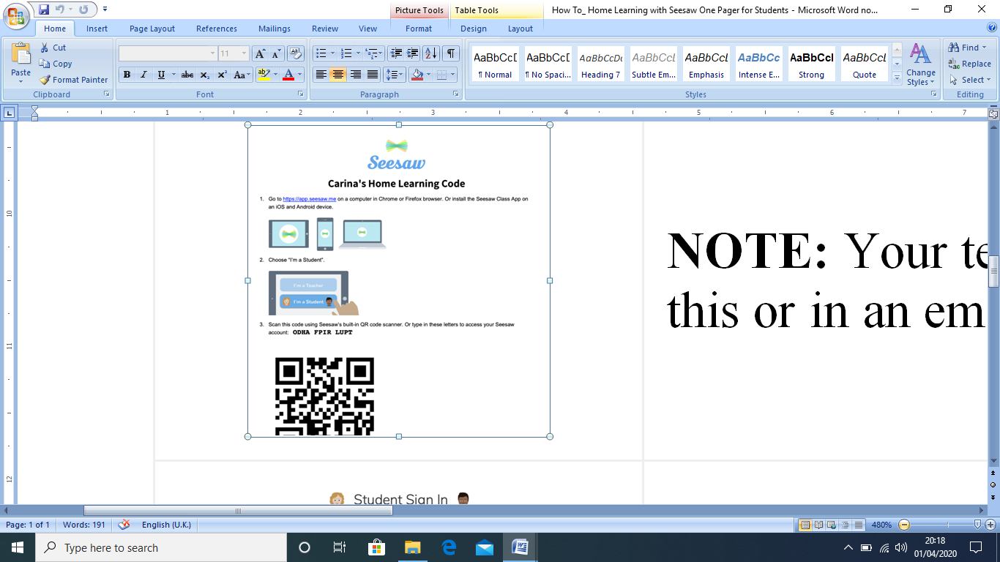 Picture Tools
Table Tools
How To_ Home Learning with Seesaw One Pager for Students - Microsoft Word no...
Home
Insert
Page Layout
References
Mailings
Review
View
Format
Design
Layout
Paste
Cut
Copy
Format Painter
Clipboard
11
B I U abc x₂ x² Aa
Font
Paragraph
AaBbCcD
AaBbCcD
AaBbCcDc
AaBbCcL
AaBbCcL
AaBbCc
AaBbCcI
AaBbCcL
¶ Normal
¶ No Spaci...
Heading 7
Subtle Em...
Emphasis
Intense E...
Strong
Quote
Change
Styles
Styles
Find
Replace
Select
Editing
1 2 3 4 5 6 7
10
11
12
Seesaw
Carina's Home Learning Code
1. Go to https://app.seesaw.me on a computer in Chrome or Firefox browser. Or install the Seesaw Class App on
an iOS and Android device.
2. Choose "I'm a Student".
I'm a Teacher
I'm a Student
3. Scan this code using Seesaw's built-in QR code scanner. Or type in these letters to access your Seesaw
account: ODHA FPIR LUPT
NOTE: Your te
this or in an em
Student Sign In
Page: 1 of 1
Words: 191
English (U.K.)
480%
Type here to search
20:18
01/04/2020